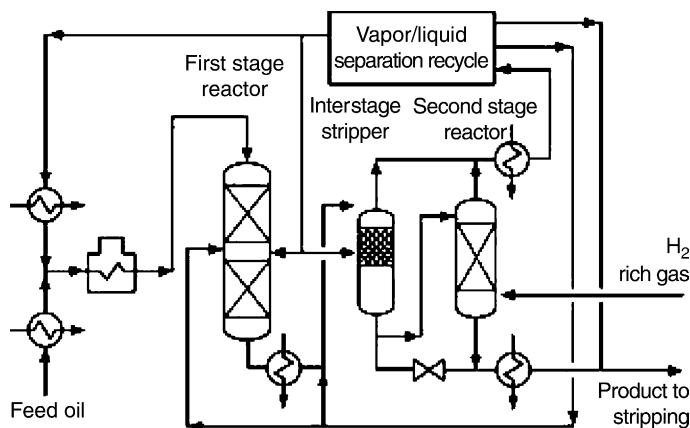 Vapor/liquid
separation recycle
First stage
reactor
Interstage
stripper
Second stage
reactor
H2
rich gas
Feed oil
Product to
stripping